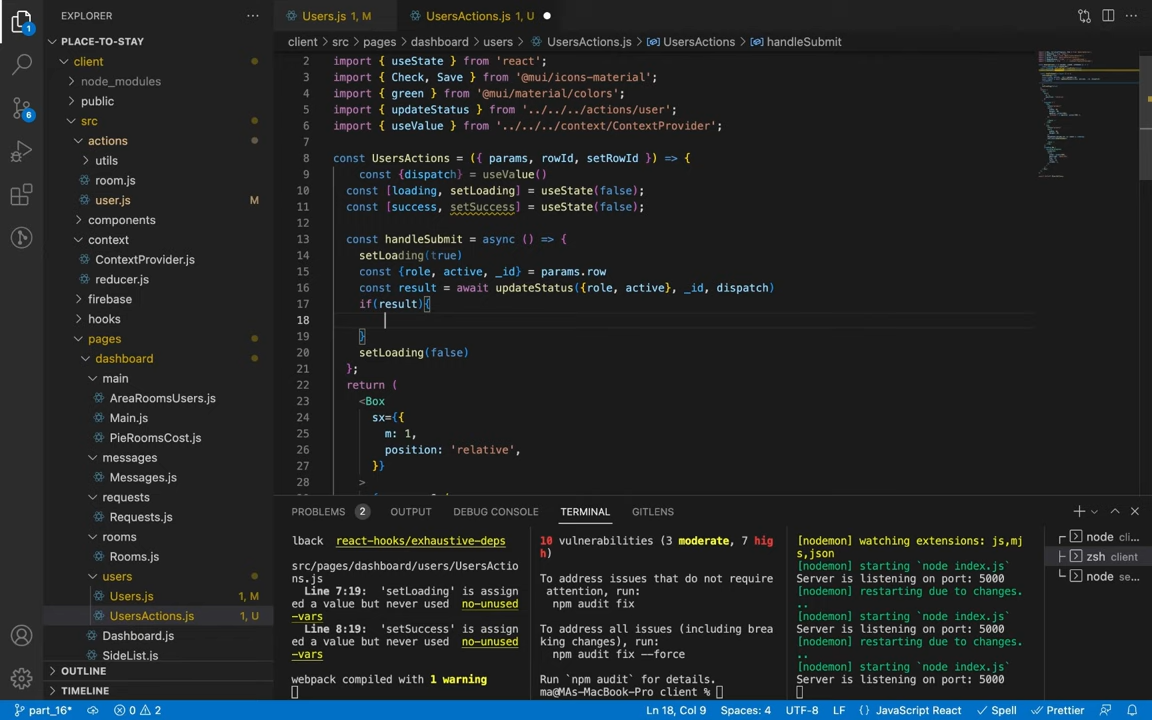 EXPLORER
PLACE-TO-STAY
client
node_modules
public
src
actions
utils
room.js
user.js M
components
context
ContextProvider.js
reducer.js
firebase
hooks
pages
dashboard
main
AreaRoomsUsers.js
Main.js
PieRoomsCost.js
messages
Messages.js
requests
Requests.js
rooms
Rooms.js
users
Users.js 1, M
UsersActions.js 1, U
Dashboard.js
SideList.js
OUTLINE
TIMELINE
1
6
Users.js 1, M
UsersActions.js 1, U
client > src > pages > dashboard > users > UsersActions.js > UsersActions > handleSubmit
2 import { useState } from 'react';
3 import { Check, Save } from '@mui/icons-material';
4 import { green } from '@mui/material/colors';
5 import { updateStatus } from '../../../actions/user';
6 import { useValue } from '../../../context/ContextProvider';
7
8 const UsersActions = ({ params, rowId, setRowId }) => {
9 const {dispatch} = useValue()
10 const [loading, setLoading] = useState(false);
11 const [success, setSuccess] = useState(false);
12
13 const handleSubmit = async () => {
14 setLoading(true)
15 const {role, active, _id} = params.row
16 const result = await updateStatus({role, active}, _id, dispatch)
17 if(result){
18
19 }
20 setLoading(false)
21 };
22 return (
23 <Box
24 sx={{
25 m: 1,
26 position: 'relative',
27 }}
28 >
PROBLEMS 2 OUTPUT DEBUG CONSOLE TERMINAL GITLENS
lback react-hooks/exhaustive-deps
src/pages/dashboard/users/UsersActio
ns.js
Line 7:19: 'setLoading' is assign
ed a value but never used no-unused
-vars
Line 8:19: 'setSuccess' is assign
ed a value but never used no-unused
-vars
webpack compiled with 1 warning
10 vulnerabilities (3 moderate, 7 hig
h)
To address issues that do not require
attention, run:
npm audit fix
To address all issues (including brea
king changes), run:
npm audit fix --force
Run `npm audit` for details.
ma@MAs-MacBook-Pro client %
[nodemon] watching extensions: js,mj
s,json
[nodemon] starting `node index.js`
Server is listening on port: 5000
[nodemon] restarting due to changes.
..
[nodemon] starting `node index.js`
Server is listening on port: 5000
[nodemon] restarting due to changes.
..
[nodemon] starting `node index.js`
Server is listening on port: 5000
node cli...
zsh client
node se...
part_16* 0 2 Ln 18, Col 9 Spaces: 4 UTF-8 LF {} JavaScript React Spell Prettier